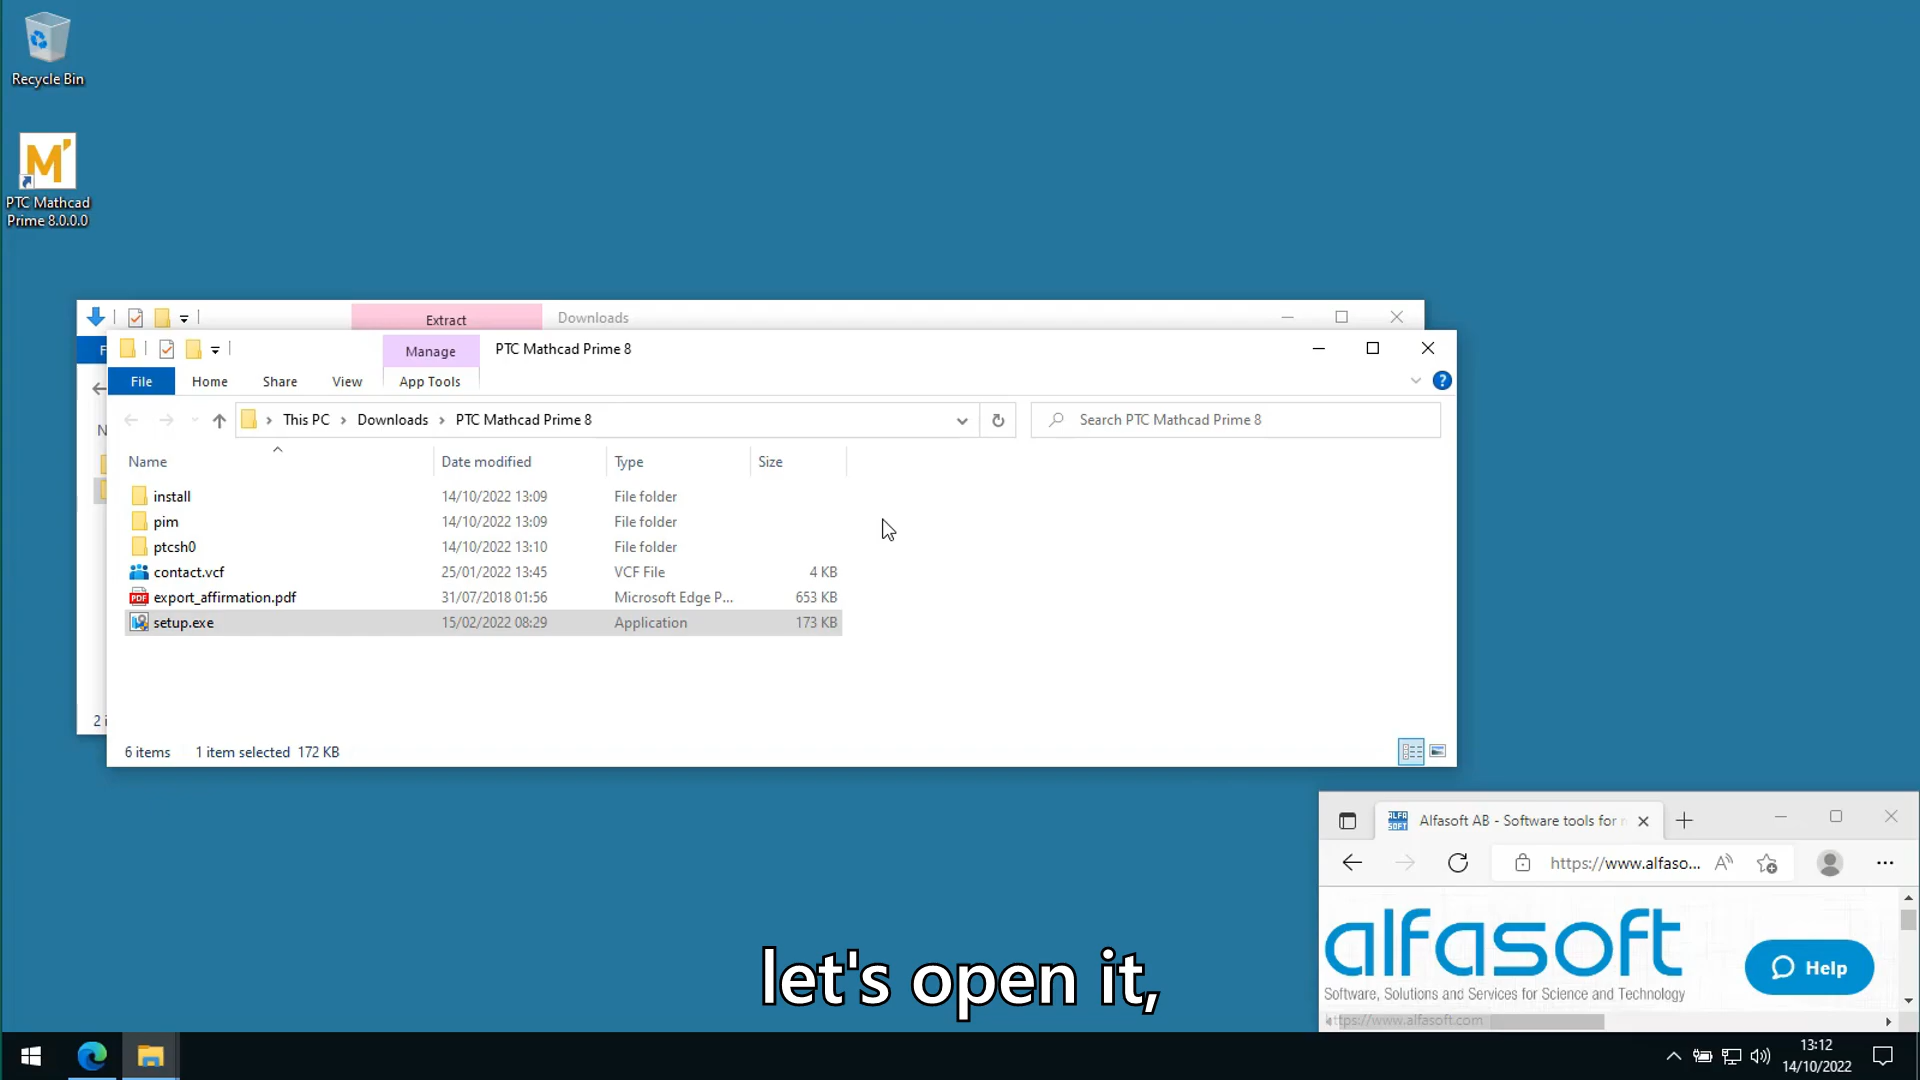 Recycle Bin
PTC Mathcad
Prime 8.0.0.0
Extract
Downloads
Manage
PTC Mathcad Prime 8
File
Home
Share
View
App Tools
This PC > Downloads > PTC Mathcad Prime 8
Search PTC Mathcad Prime 8
Name Date modified Type Size
install 14/10/2022 13:09 File folder
pim 14/10/2022 13:09 File folder
ptcsh0 14/10/2022 13:10 File folder
contact.vcf 25/01/2022 13:45 VCF File 4 KB
export_affirmation.pdf 31/07/2018 01:56 Microsoft Edge P... 653 KB
setup.exe 15/02/2022 08:29 Application 173 KB
6 items 1 item selected 172 KB
Alfasoft AB - Software tools for
https://www.alfaso...
alfasoft
Software, Solutions and Services for Science and Technology
Help
https://www.alfasoft.com
let's open it,
13:12
14/10/2022